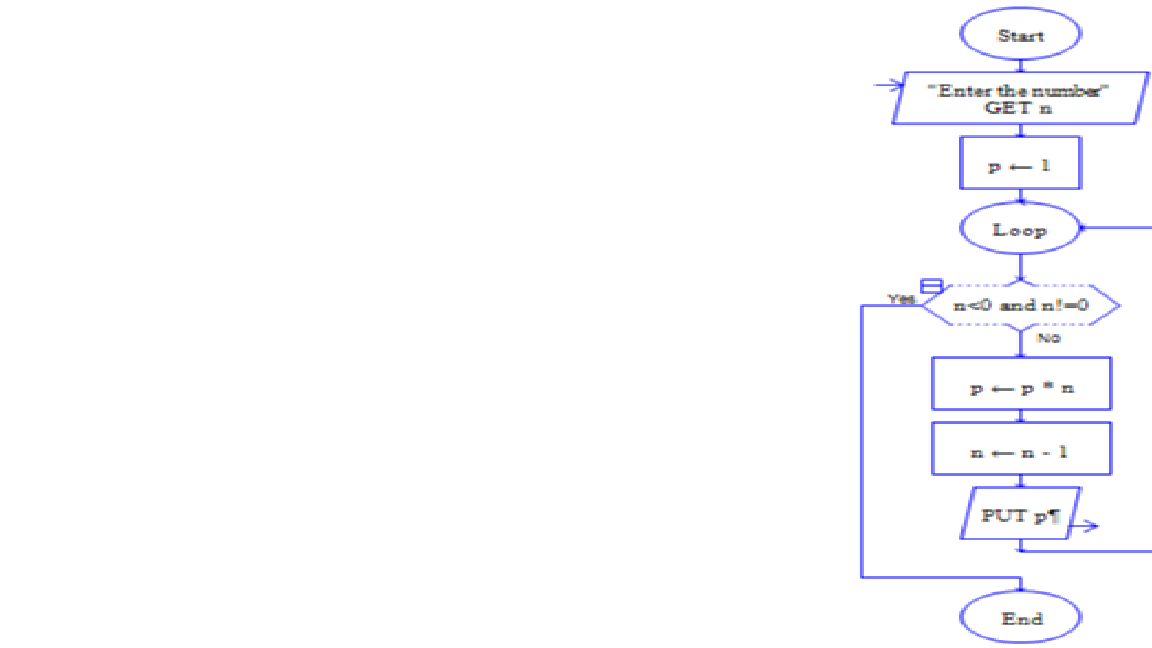 Start
"Enter the number"
GET n
p ← 1
Loop
Yes
n<0 and n!=0
No
p ← p * n
n ← n - 1
PUT p¶
End